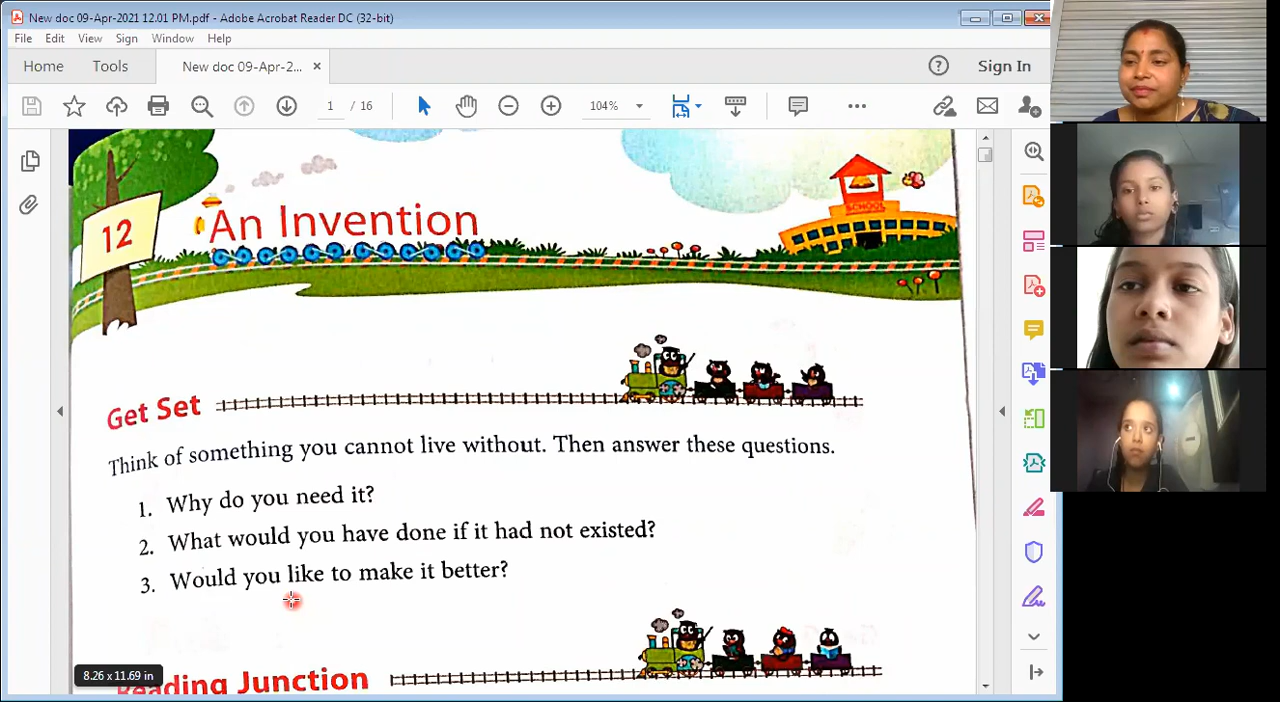 New doc 09-Apr-2021 12.01 PM.pdf - Adobe Acrobat Reader DC (32-bit)
File Edit View Sign Window Help
Home Tools New doc 09-Apr-2... × Sign In
1 / 16 104%
12
An Invention
SCHOOL
Get Set
Think of something you cannot live without. Then answer these questions.
1. Why do you need it?
2. What would you have done if it had not existed?
3. Would you like to make it better?
8.26 x 11.69 in
Reading Junction